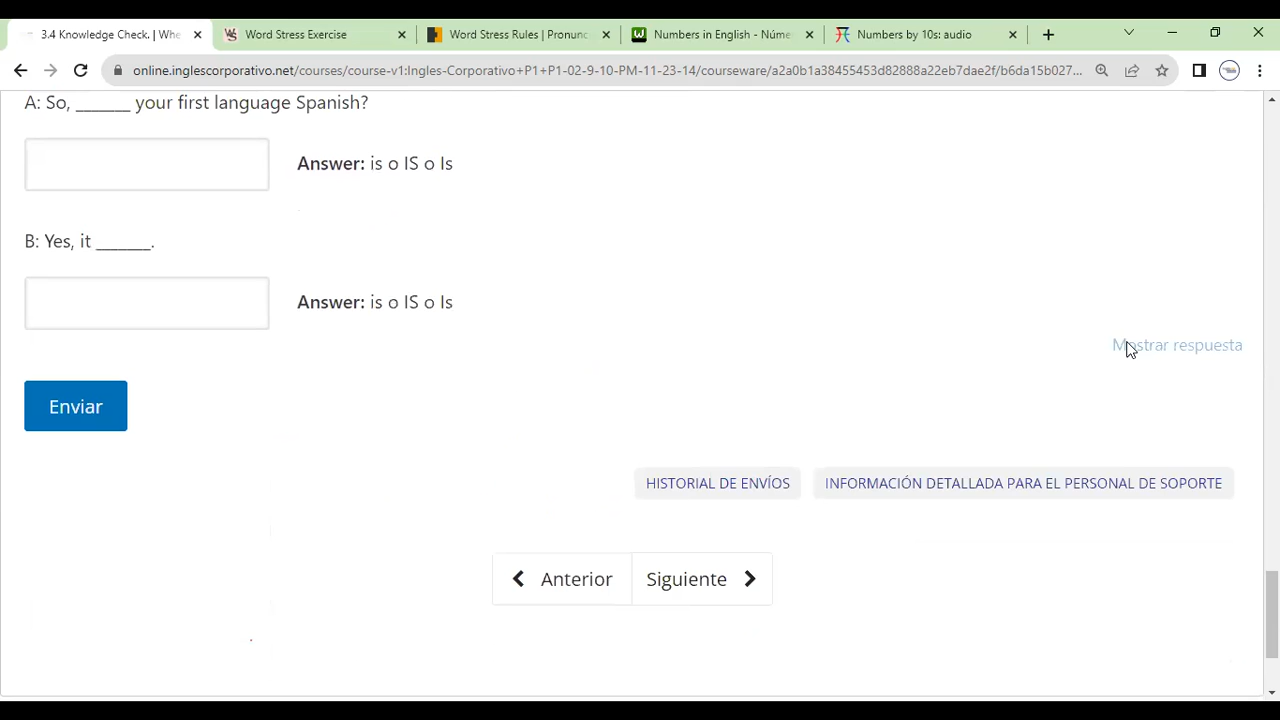 3.4 Knowledge Check. | Whe
Word Stress Exercise
Word Stress Rules | Pronunc
Numbers in English - Núme
Numbers by 10s: audio
online.inglescorporativo.net/courses/course-v1:Ingles-Corporativo+P1+P1-02-9-10-PM-11-23-14/courseware/a2a0b1a38455453d82888a22eb7dae2f/b6da15b027...
A: So, _______ your first language Spanish?
Answer: is o IS o Is
B: Yes, it _______.
Answer: is o IS o Is
Mostrar respuesta
Enviar
HISTORIAL DE ENVÍOS
INFORMACIÓN DETALLADA PARA EL PERSONAL DE SOPORTE
Anterior
Siguiente